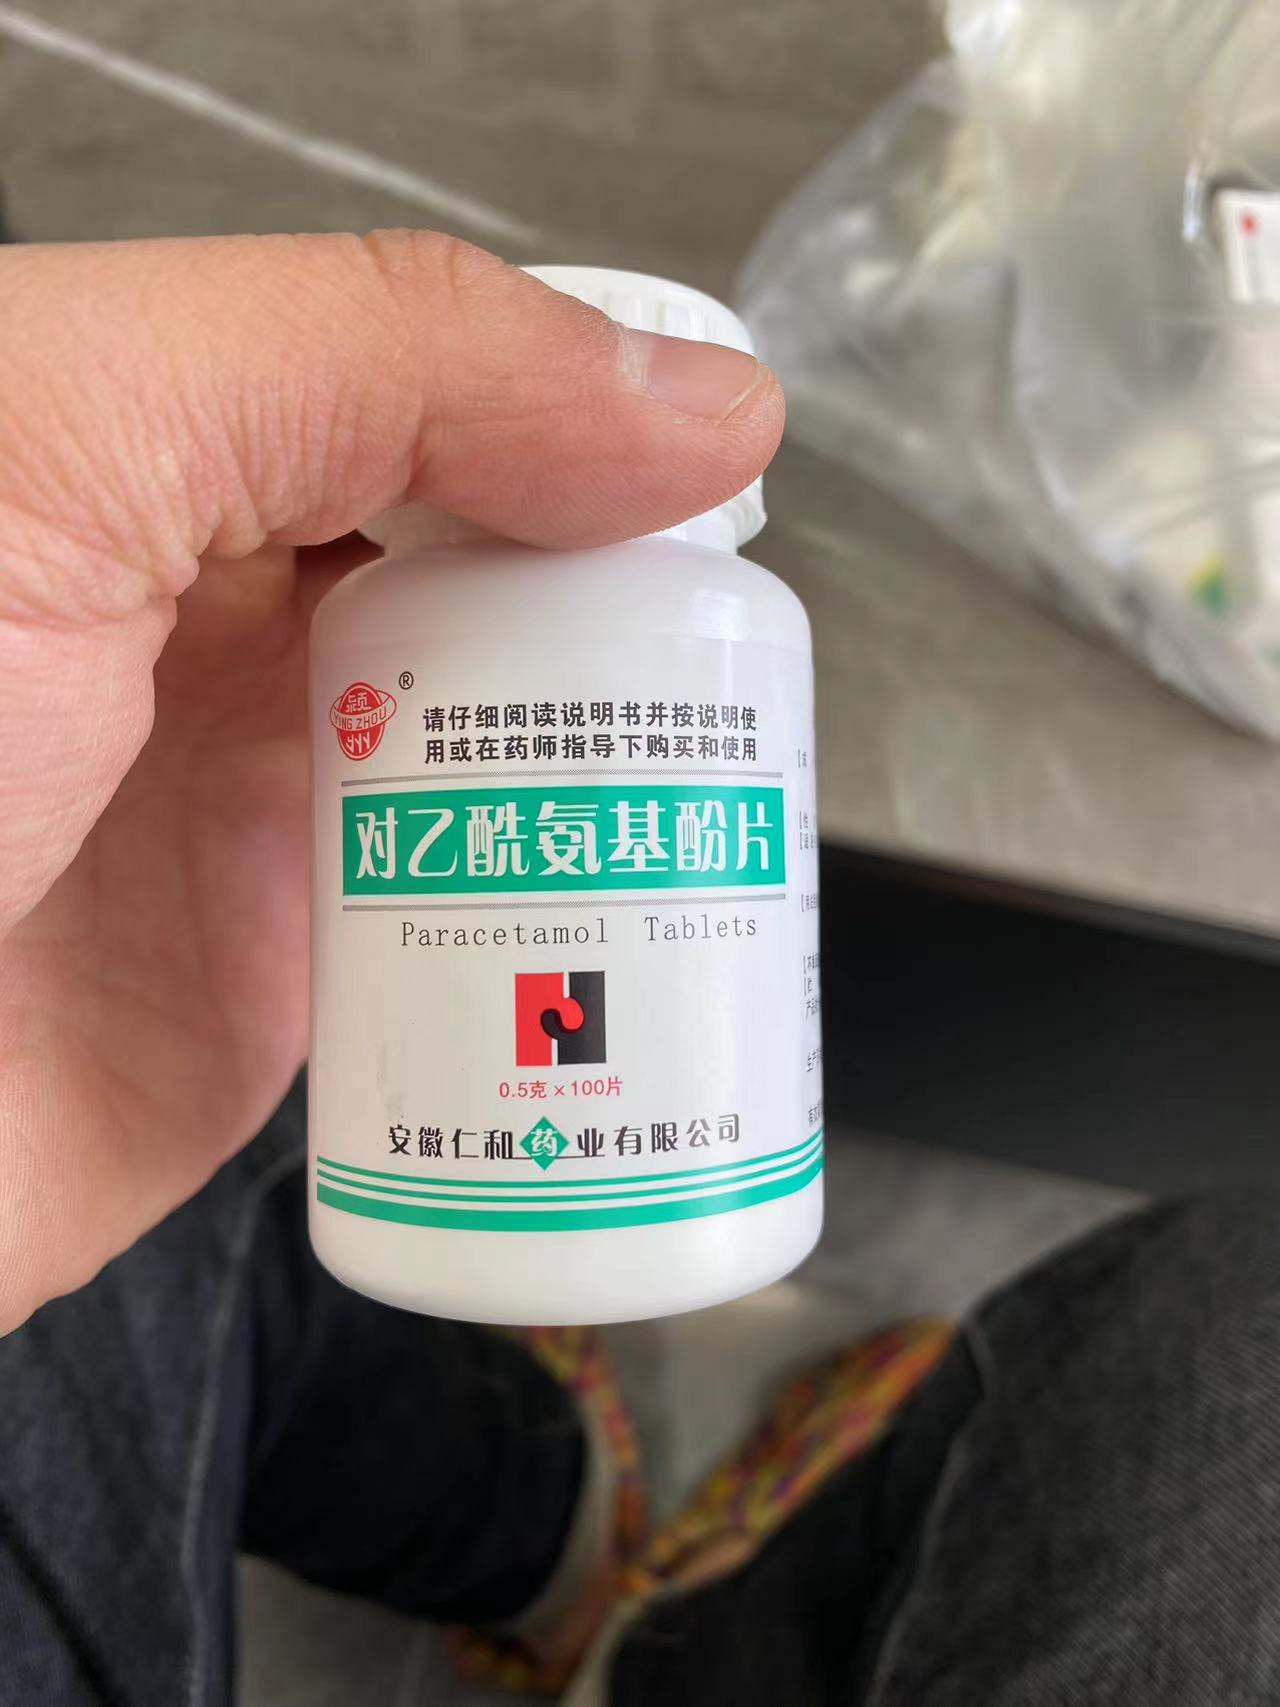 颍
YING ZHOU
州
®
请仔细阅读说明书并按说明使
用或在药师指导下购买和使用
对乙酰氨基酚片
Paracetamol Tablets
0.5克×100片
安徽仁和药业有限公司